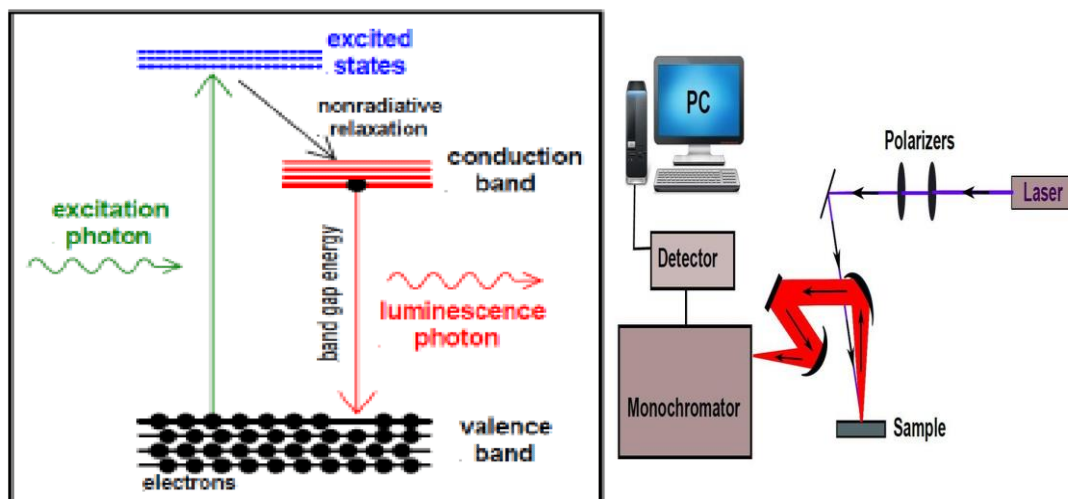 excited
states
nonradiative
relaxation
conduction
band
excitation
photon
band gap energy
luminescence
photon
valence
band
electrons
PC
Polarizers
Laser
Detector
Monochromator
Sample